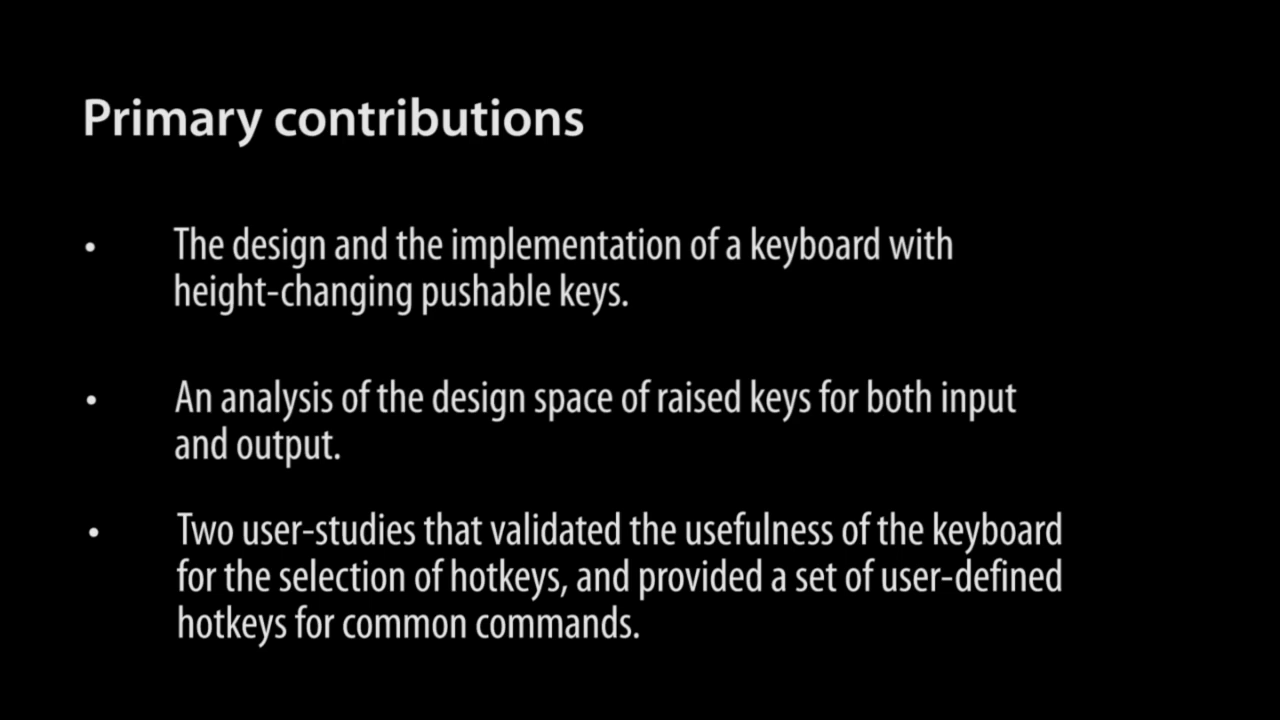 Primary contributions
• The design and the implementation of a keyboard with
height-changing pushable keys.
• An analysis of the design space of raised keys for both input
and output.
• Two user-studies that validated the usefulness of the keyboard
for the selection of hotkeys, and provided a set of user-defined
hotkeys for common commands.